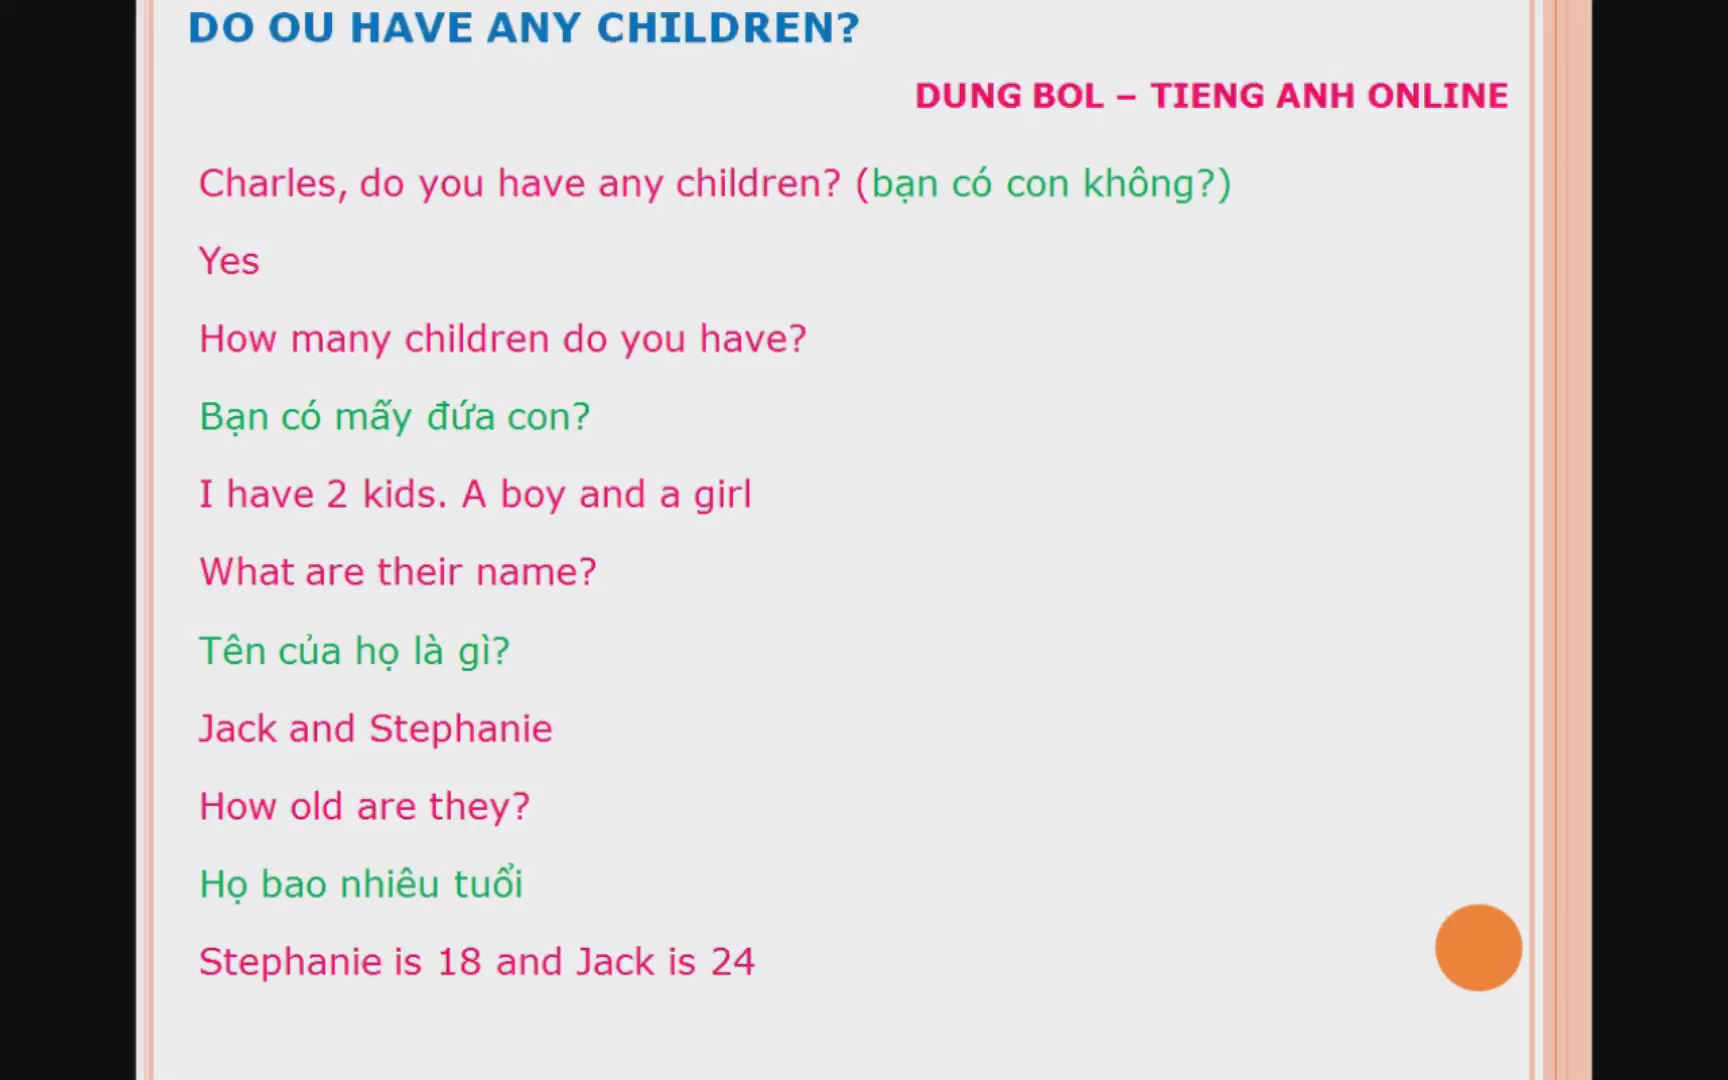 DO OU HAVE ANY CHILDREN?
DUNG BOL – TIENG ANH ONLINE
Charles, do you have any children? (bạn có con không?)
Yes
How many children do you have?
Bạn có mấy đứa con?
I have 2 kids. A boy and a girl
What are their name?
Tên của họ là gì?
Jack and Stephanie
How old are they?
Họ bao nhiêu tuổi
Stephanie is 18 and Jack is 24